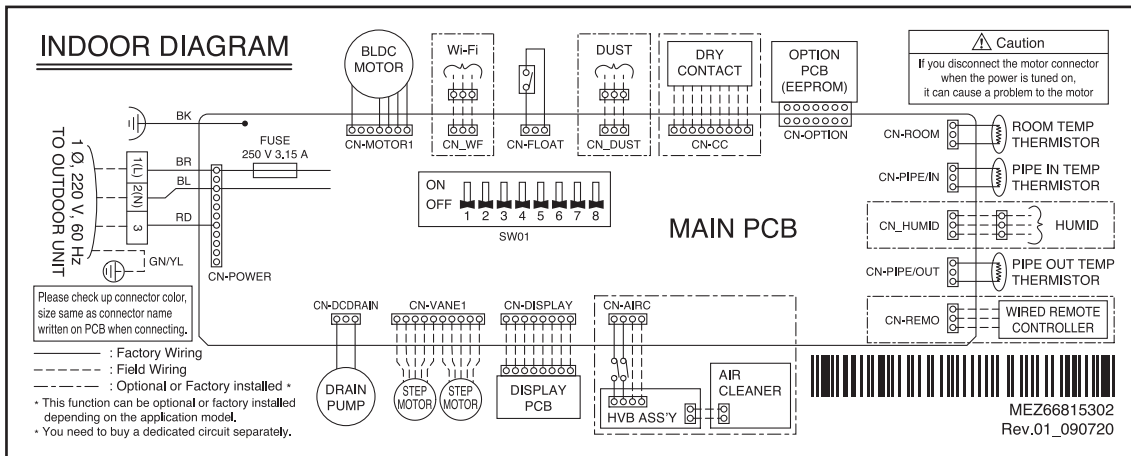 INDOOR DIAGRAM
BLDC
MOTOR
CN-MOTOR1
Wi-Fi
CN_WF
CN-FLOAT
DUST
CN_DUST
DRY
CONTACT
CN-CC
OPTION
PCB
(EEPROM)
CN-OPTION
Caution
If you disconnect the motor connector
when the power is tuned on,
it can cause a problem to the motor
BK
FUSE
250 V 3.15 A
1 Ø, 220 V, 60 Hz
TO OUTDOOR UNIT
1(L)
2(N)
3
BR
BL
RD
GN/YL
CN-POWER
ON
OFF
1 2 3 4 5 6 7 8
SW01
MAIN PCB
CN-ROOM
ROOM TEMP
THERMISTOR
CN-PIPE/IN
PIPE IN TEMP
THERMISTOR
CN_HUMID
HUMID
CN-PIPE/OUT
PIPE OUT TEMP
THERMISTOR
CN-REMO
WIRED REMOTE
CONTROLLER
Please check up connector color,
size same as connector name
written on PCB when connecting.
: Factory Wiring
: Field Wiring
: Optional or Factory installed *
* This function can be optional or factory installed
depending on the application model.
* You need to buy a dedicated circuit separately.
CN-DCDRAIN
DRAIN
PUMP
CN-VANE1
STEP
MOTOR
STEP
MOTOR
CN-DISPLAY
DISPLAY
PCB
CN-AIRC
HVB ASS'Y
AIR
CLEANER
MEZ66815302
Rev.01_090720